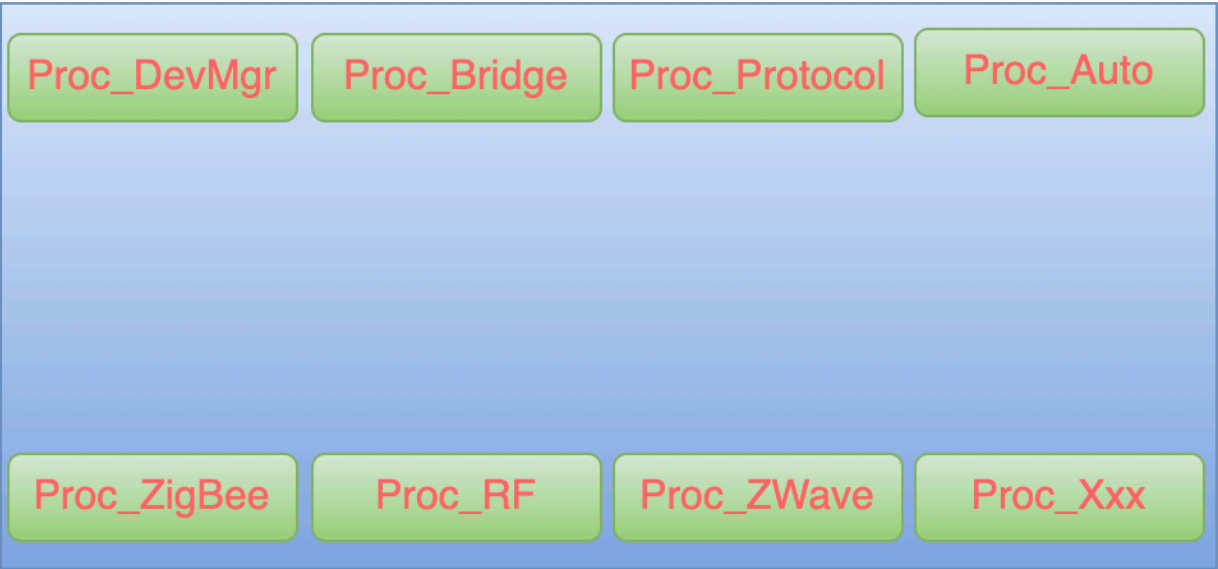 Proc_DevMgr
Proc_Bridge
Proc_Protocol
Proc_Auto
Proc_ZigBee
Proc_RF
Proc_ZWave
Proc_Xxx